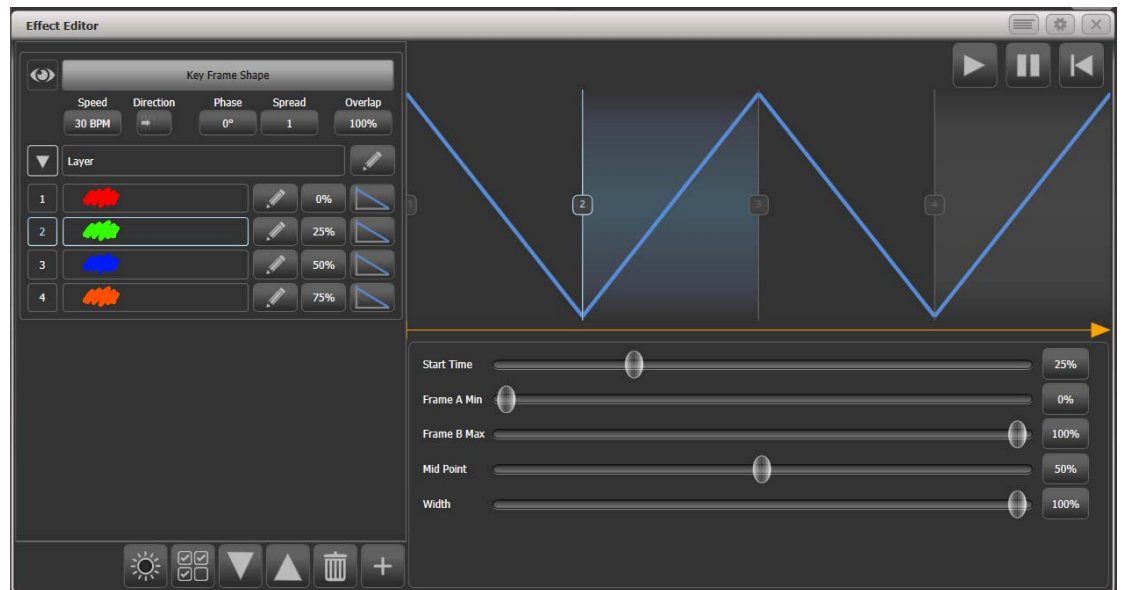 Effect Editor
Key Frame Shape
Speed Direction Phase Spread Overlap
30 BPM 0° 1 100%
Layer
1 0%
2 25%
3 50%
4 75%
1 2 3 4
Start Time 25%
Frame A Min 0%
Frame B Max 100%
Mid Point 50%
Width 100%